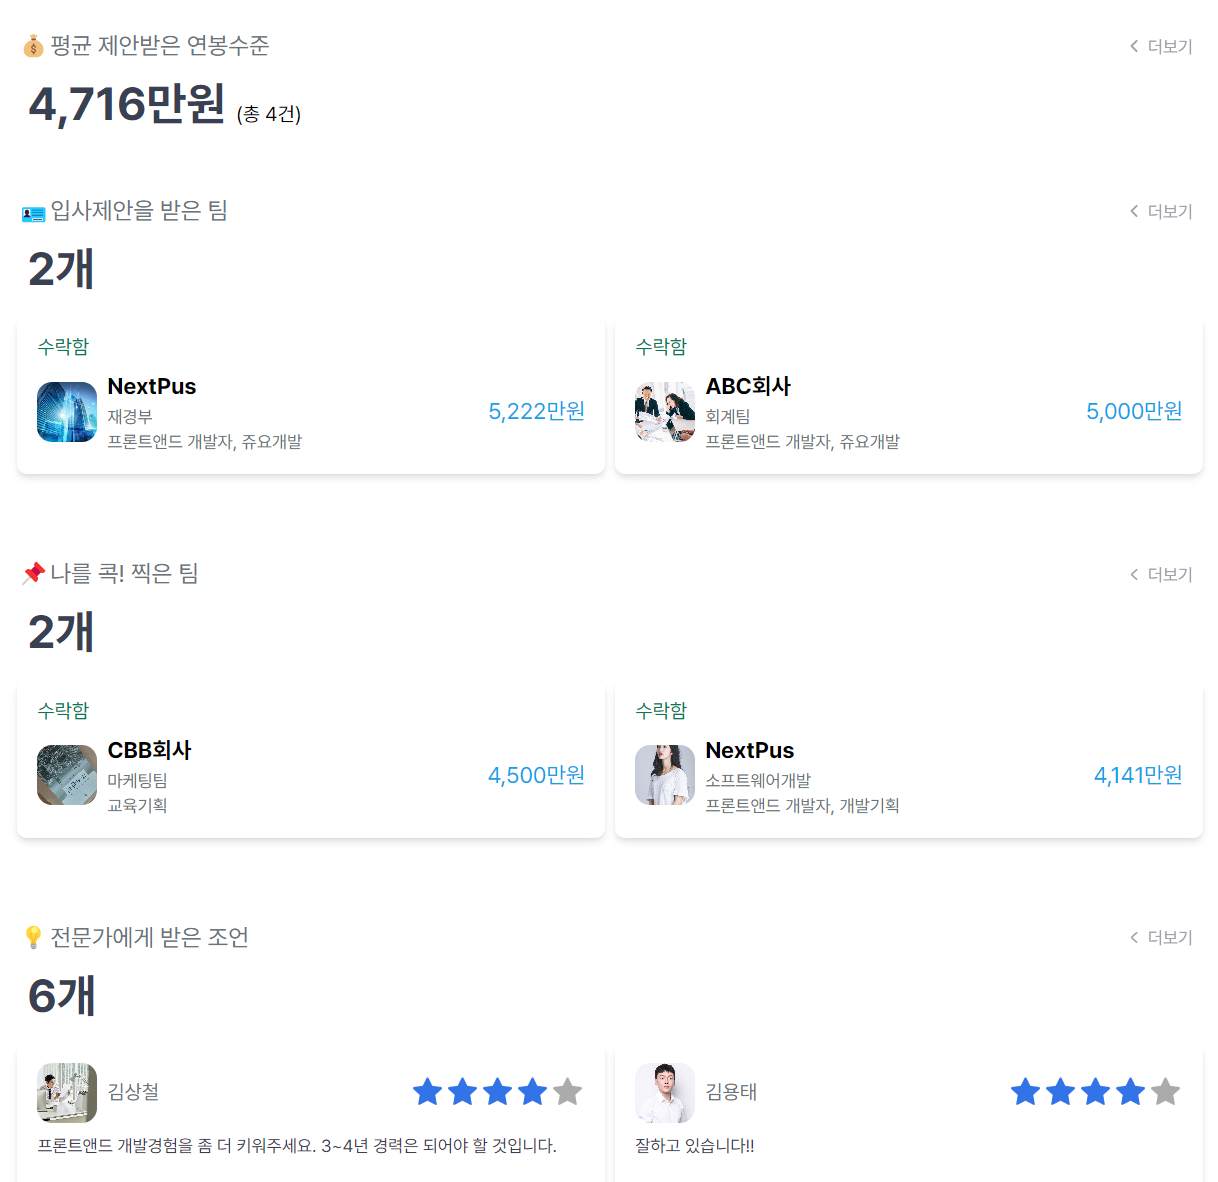 평균 제안받은 연봉수준
더보기
4,716만원 (총 4건)
입사제안을 받은 팀
더보기
2개
수락함
NextPus
재경부
프론트앤드 개발자, 쥬요개발
5,222만원
수락함
ABC회사
회계팀
프론트앤드 개발자, 쥬요개발
5,000만원
나를 콕! 찍은 팀
더보기
2개
수락함
CBB회사
마케팅팀
교육기획
4,500만원
수락함
NextPus
소프트웨어개발
프론트앤드 개발자, 개발기획
4,141만원
전문가에게 받은 조언
더보기
6개
김상철
프론트앤드 개발경험을 좀 더 키워주세요. 3~4년 경력은 되어야 할 것입니다.
김용태
잘하고 있습니다!!